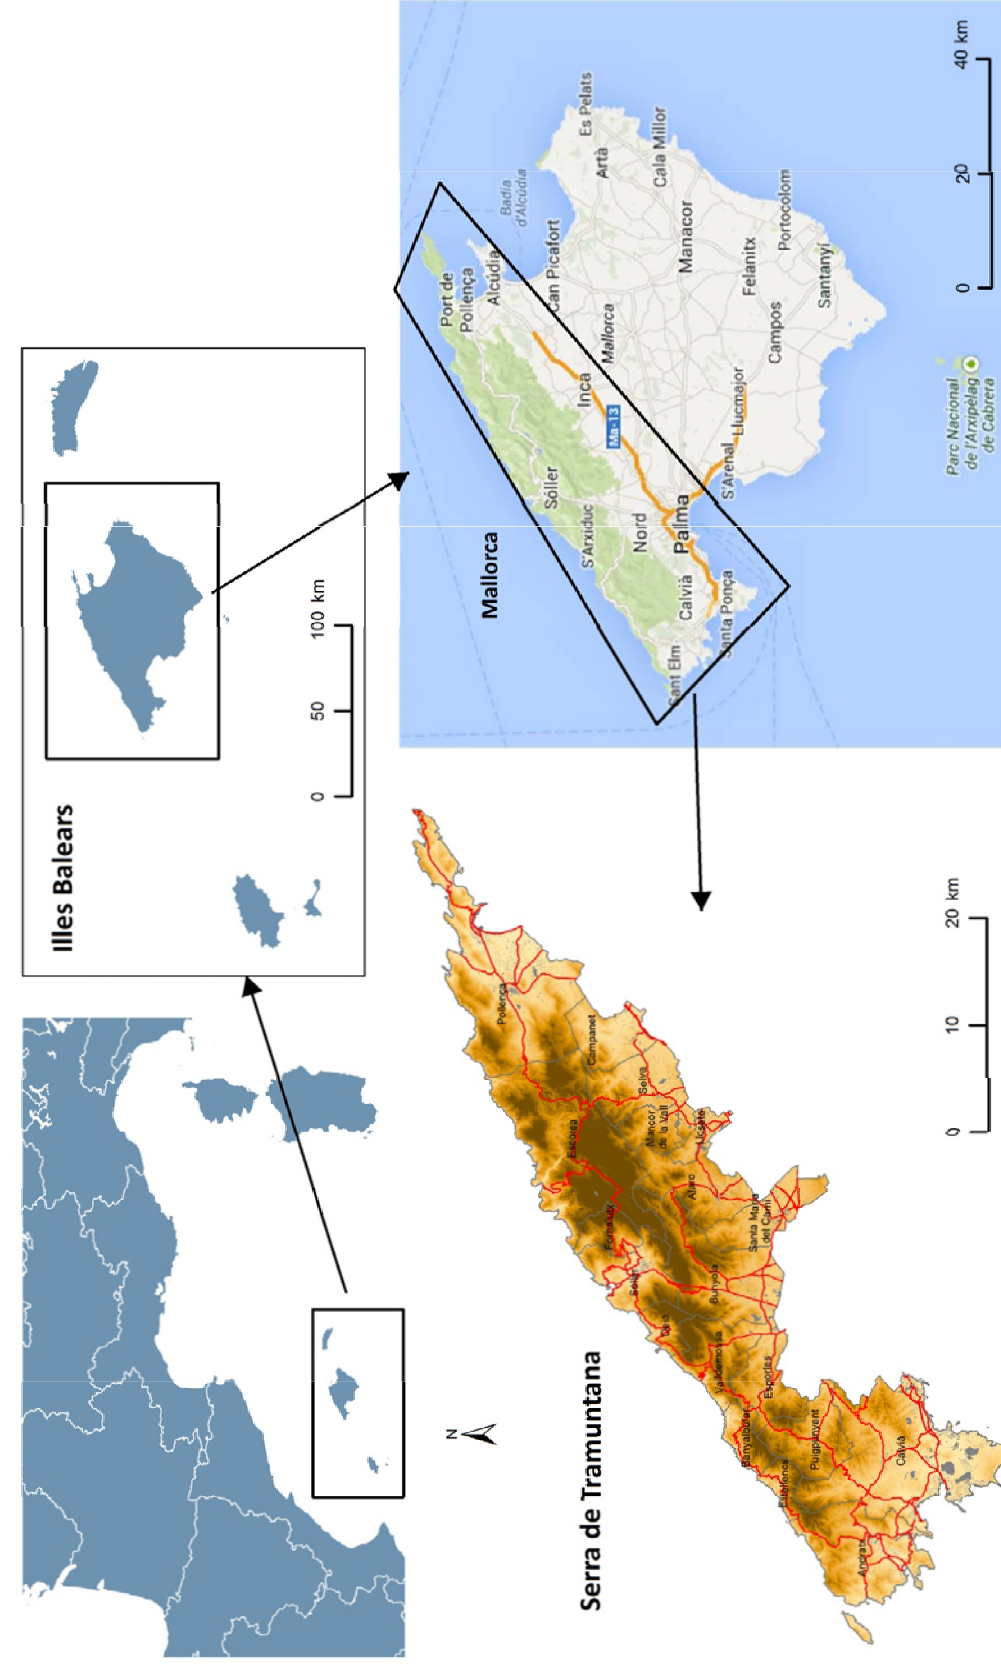 Illes Balears
0
50
100 km
N
Mallorca
Port de
Pollença
Alcúdia
Badia
d'Alcúdia
Can Picafort
Es Pelats
Artà
Cala Millor
Mallorca
Inca
Ma-13
Manacor
Sóller
S'Arxiduc
Nord
Palma
Calvià
Sant Elm
Santa Ponça
S'Arenal
Llucmajor
Felanitx
Campos
Portocolom
Santanyí
Parc Nacional
de l'Arxipèlag
de Cabrera
0
20
40 km
Serra de Tramuntana
Pollença
Campanet
Escorca
Selva
Mancor
de la Vall
Lloseta
Fornalutx
Alaró
Sóller
Santa Maria
del Camí
Bunyola
Deià
Valldemossa
Esporles
Banyalbufar
Puigpunyent
Estellencs
Calvià
Andratx
0
10
20 km